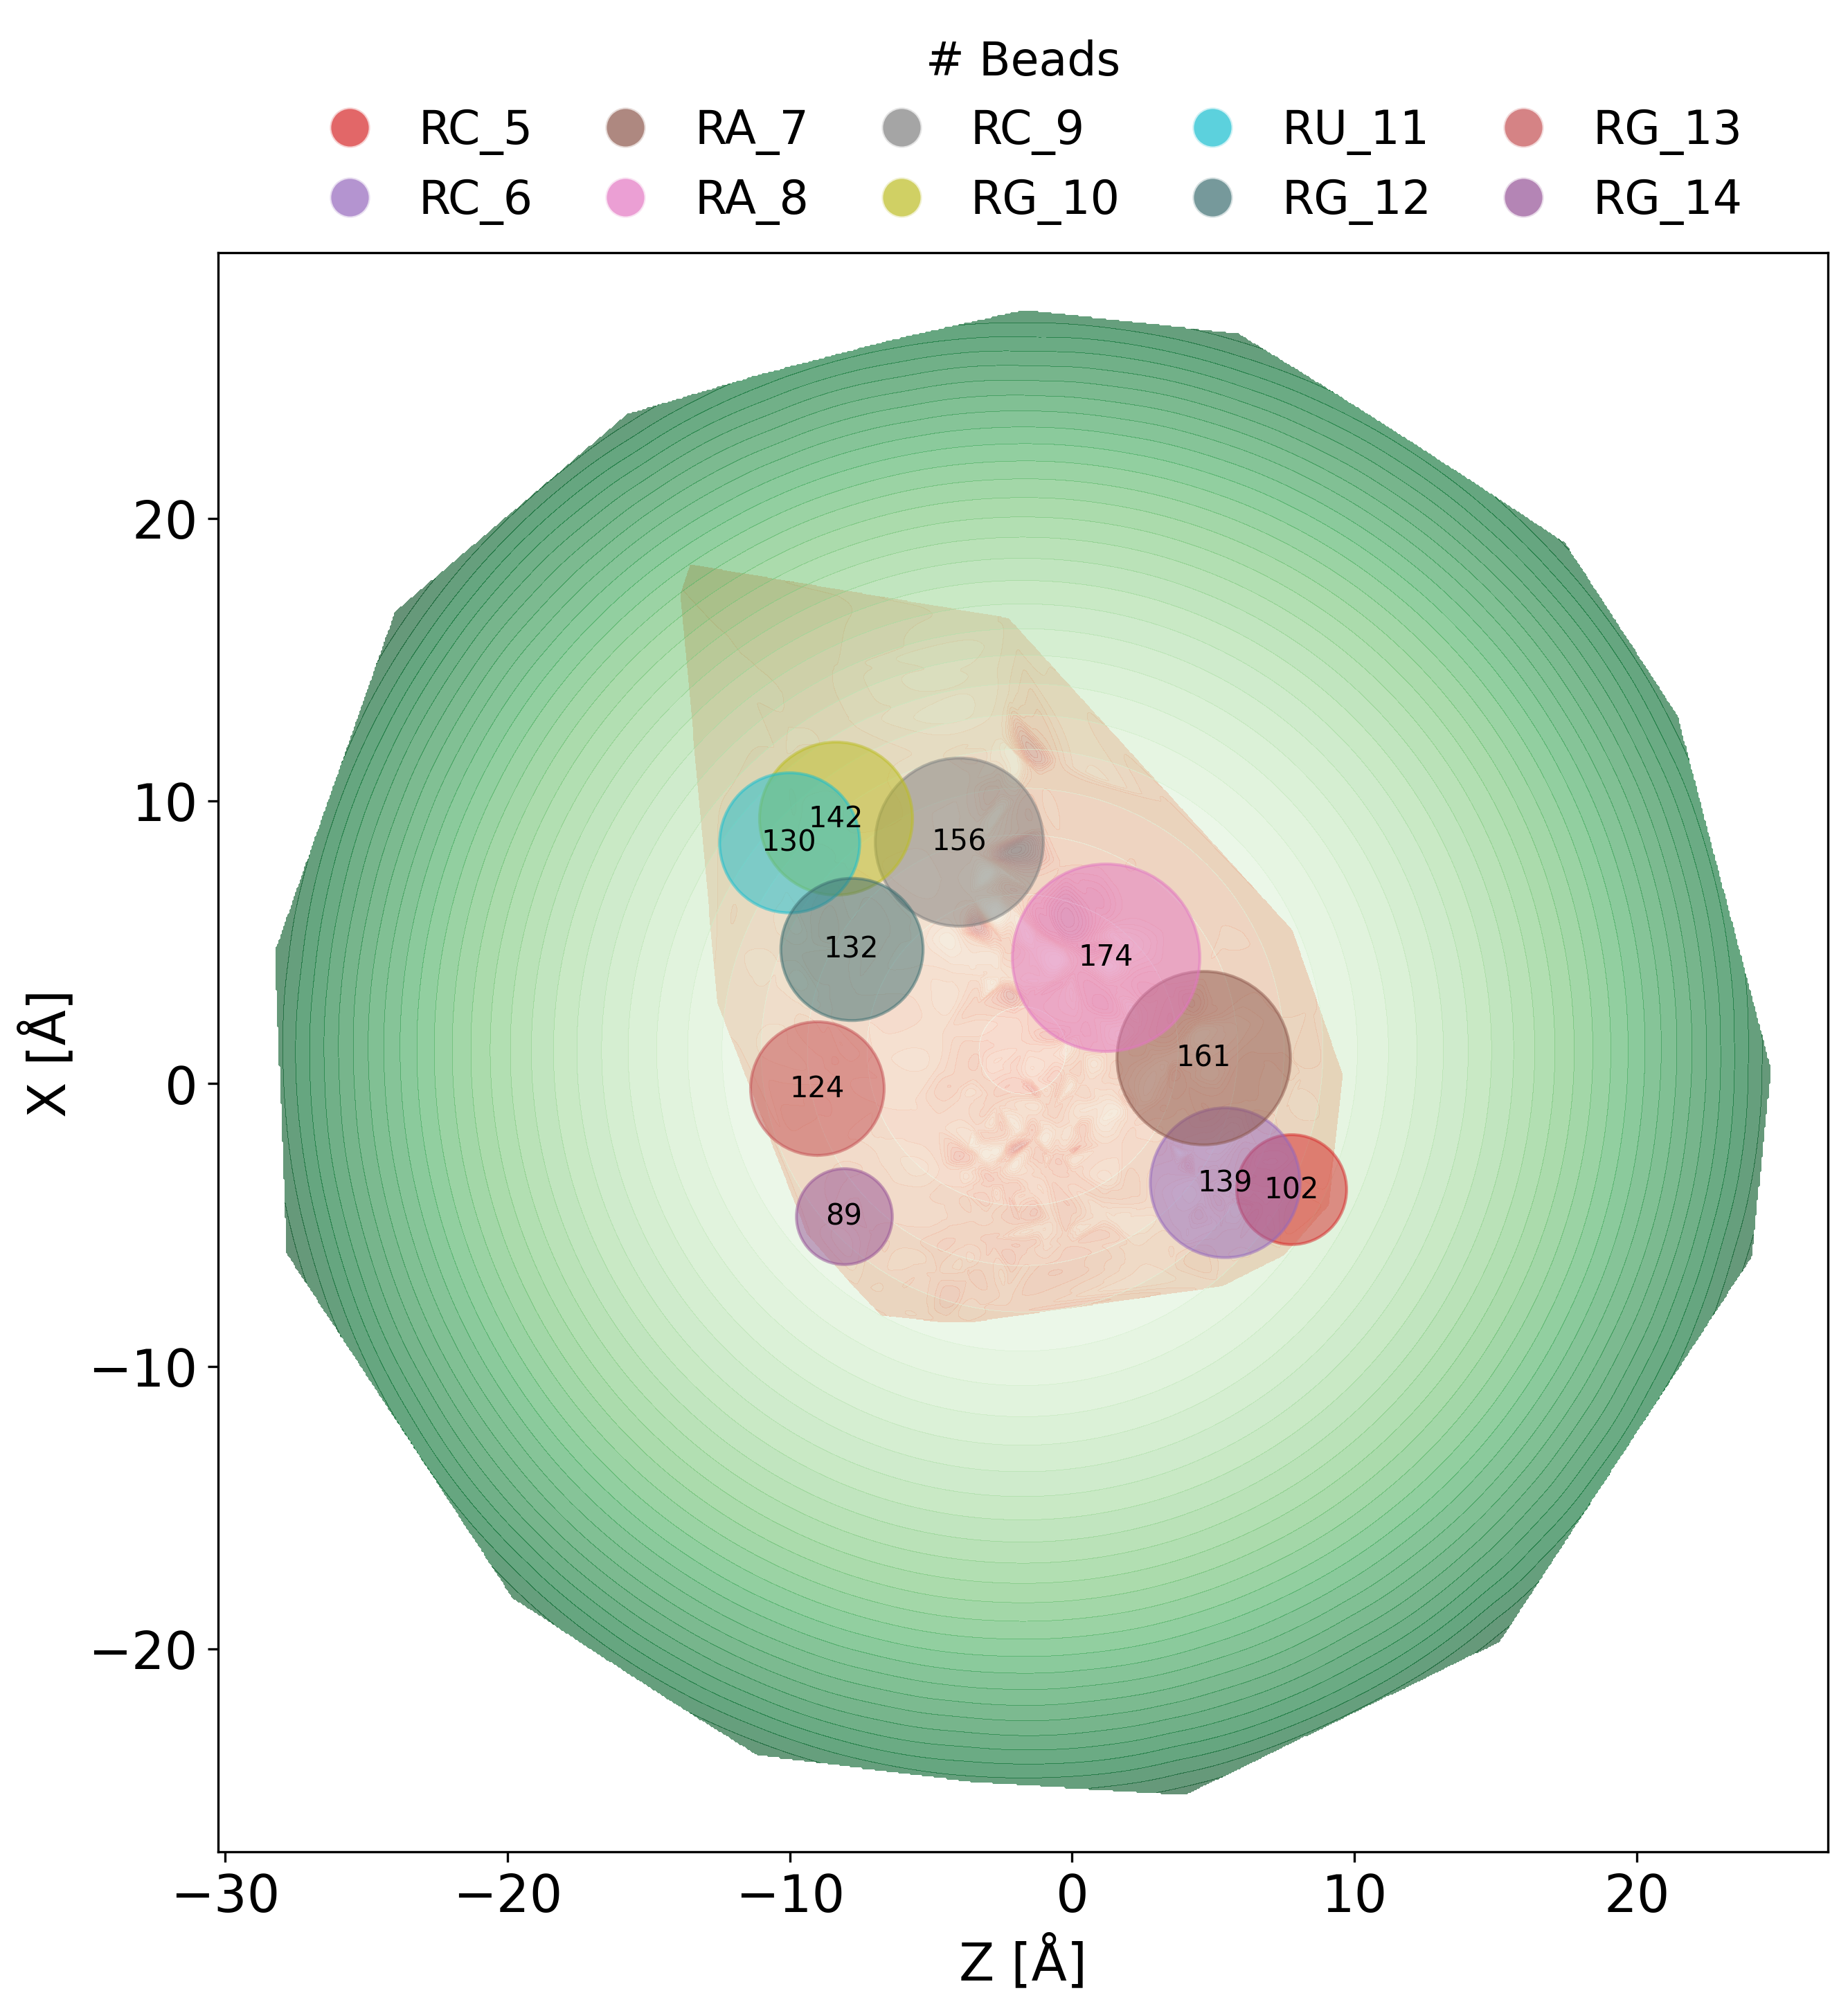 # Beads
RC_5 RA_7 RC_9 RU_11 RG_13
RC_6 RA_8 RG_10 RG_12 RG_14
20
10
0
−10
−20
X [Å]
142
130
156
132
174
161
124
139
102
89
−30 −20 −10 0 10 20
Z [Å]